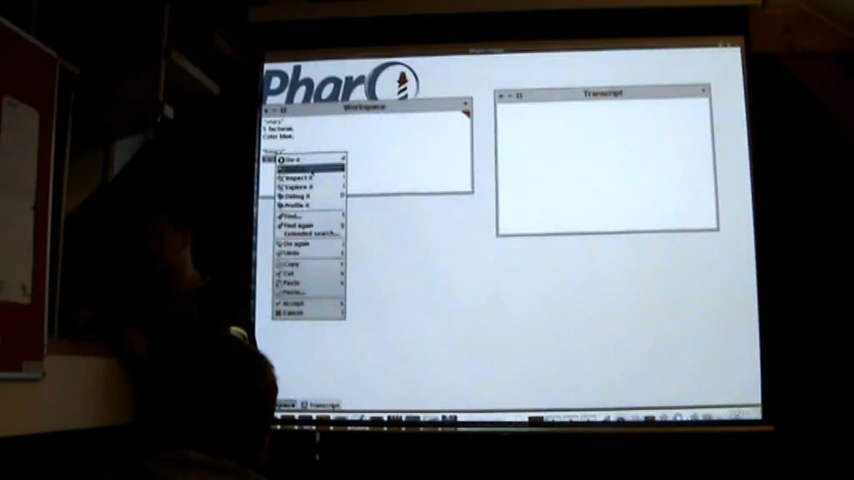 Pharo
Workspace
Transcript
"unary"
5 factorial.
Color blue.
Do it
Inspect it
Explore it
Debug it
Profile it
Find...
Find again
Extended search...
Do again
Undo
Copy
Cut
Paste
Paste...
Accept
Cancel
Transcript